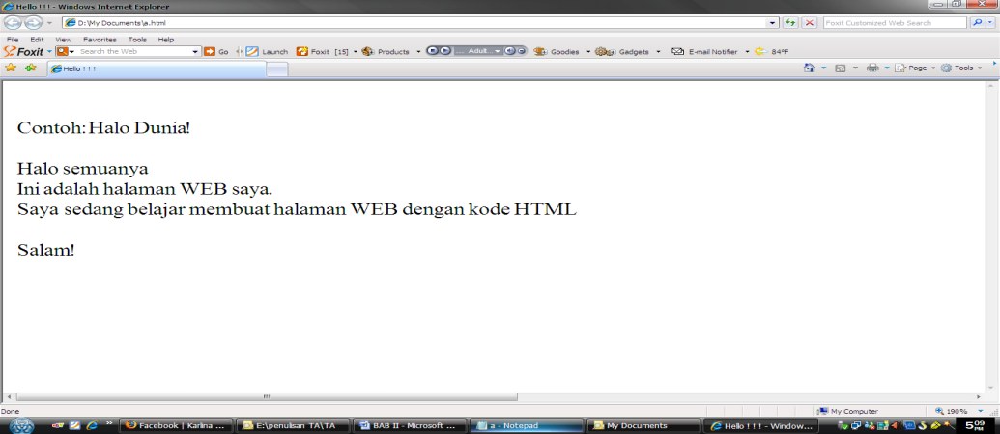 Hello ! ! ! - Windows Internet Explorer
D:\My Documents\a.html
Foxit Customized Web Search
File Edit View Favorites Tools Help
Foxit Search the Web Go Launch Foxit [15] Products .... Adult ... Goodies Gadgets E-mail Notifier 84°F
Hello ! ! ! Page Tools
Contoh: Halo Dunia!
Halo semuanya
Ini adalah halaman WEB saya.
Saya sedang belajar membuat halaman WEB dengan kode HTML
Salam!
Done My Computer 190%
Facebook | Karlina ... E:\penulisan TA\TA BAB II - Microsoft ... a - Notepad My Documents Hello ! ! ! - Window... 5:09 PM